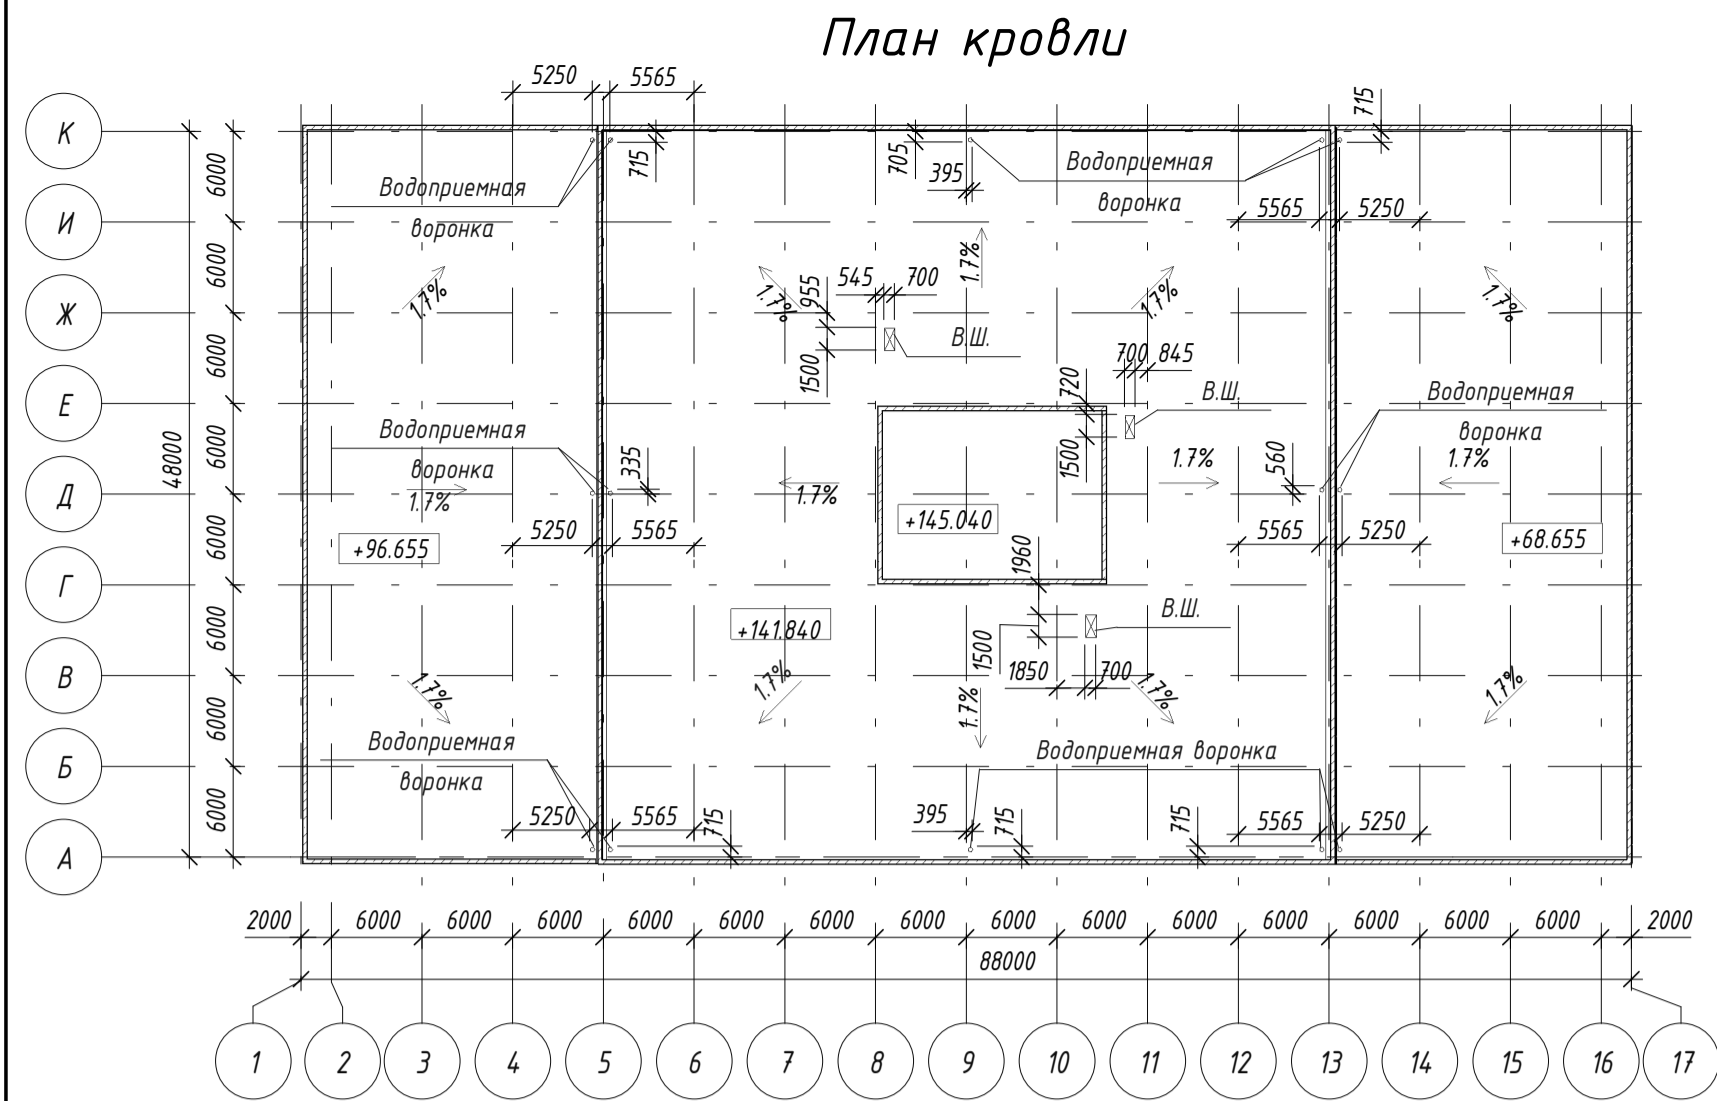 План кровли
5250 5565
715
К
6000
715
705
395
Водоприемная
воронка
Водоприемная
воронка
5565 5250
И
6000
1.7%
1.7%
1.7%
1.7%
1.7%
545 700
955
1500
В.Ш.
Ж
6000
700 845
720
1500
В.Ш.
Е
48000
6000
Водоприемная
воронка
1.7%
335
1.7%
1.7%
560
Водоприемная
воронка
1.7%
Д
6000
5250 5565
+96.655
+145.040
5565 5250
+68.655
1960
Г
6000
+141.840
1500
В.Ш.
1850 700
В
6000
1.7%
1.7%
1.7%
1.7%
1.7%
Водоприемная
воронка
Водоприемная воронка
Б
6000
5250 5565
715
395
715
715
5565 5250
А
2000 6000 6000 6000 6000 6000 6000 6000 6000 6000 6000 6000 6000 6000 6000 2000
88000
1 2 3 4 5 6 7 8 9 10 11 12 13 14 15 16 17